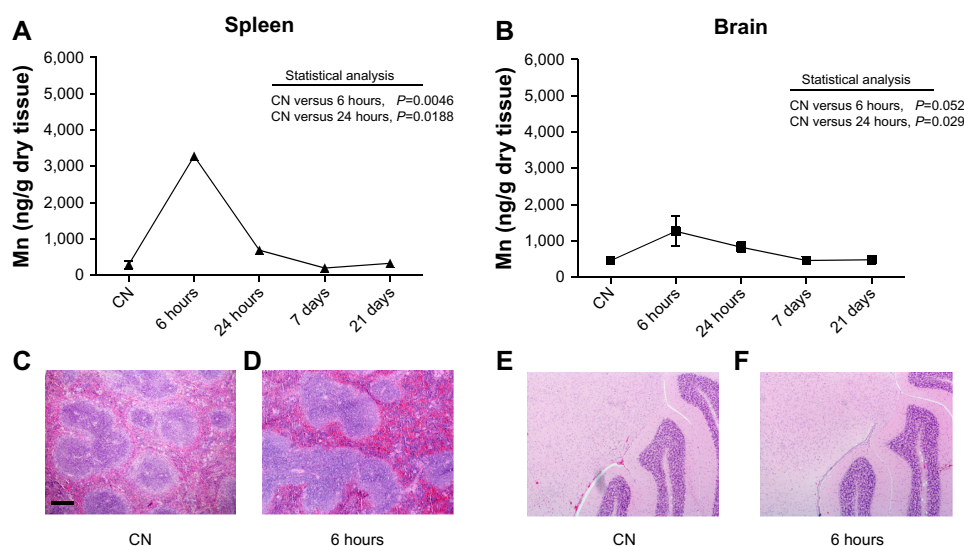 A
Spleen
Mn (ng/g dry tissue)
6,000
5,000
4,000
3,000
2,000
1,000
0
Statistical analysis
CN versus 6 hours, P=0.0046
CN versus 24 hours, P=0.0188
CN
6 hours
24 hours
7 days
21 days
B
Brain
Mn (ng/g dry tissue)
6,000
5,000
4,000
3,000
2,000
1,000
0
Statistical analysis
CN versus 6 hours, P=0.052
CN versus 24 hours, P=0.029
CN
6 hours
24 hours
7 days
21 days
C
D
E
F
CN
6 hours
CN
6 hours